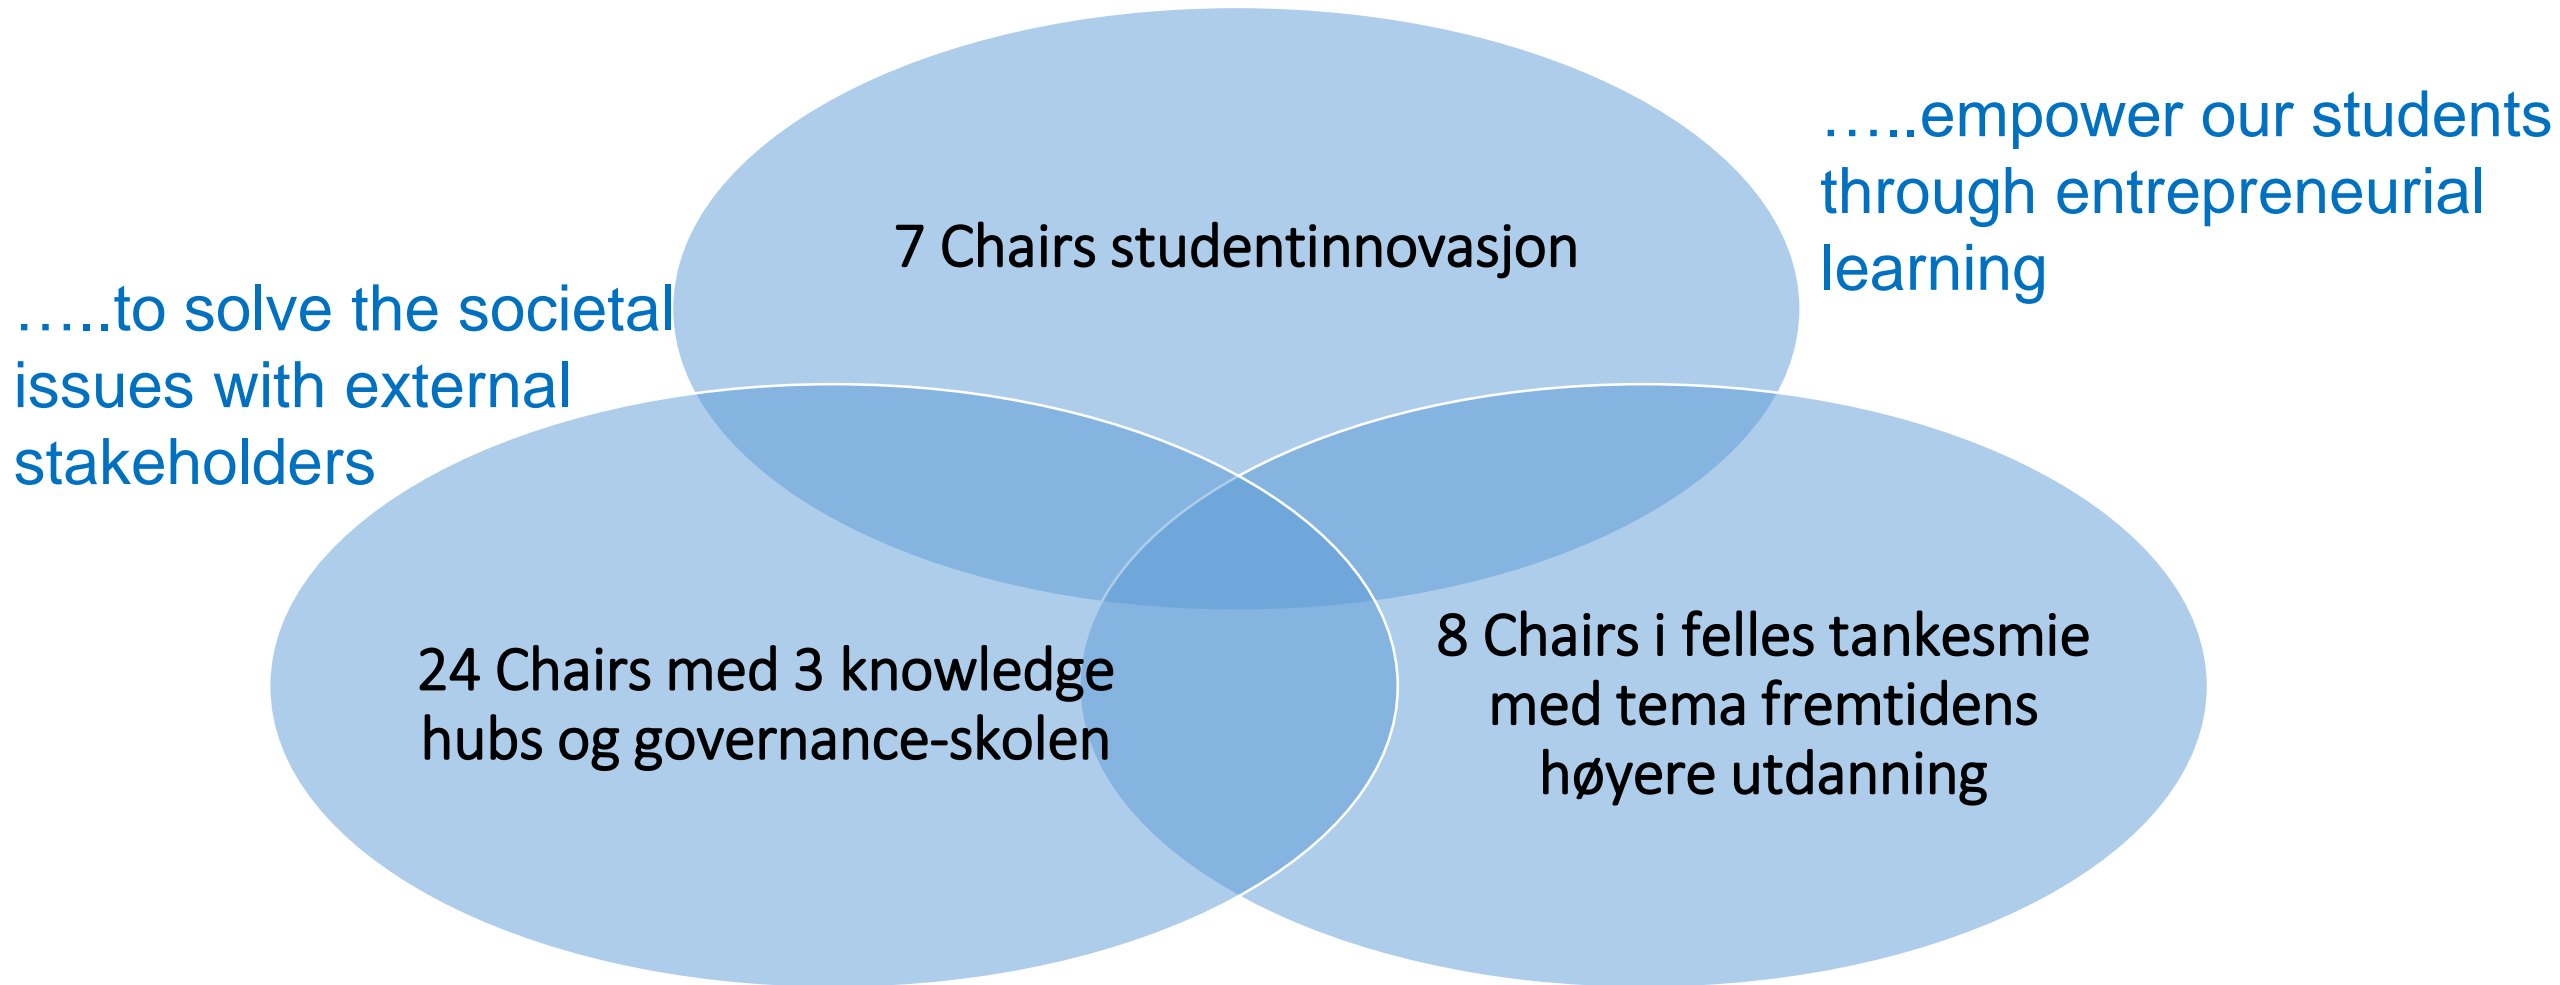 …..empower our students
through entrepreneurial
learning
7 Chairs studentinnovasjon
…..to solve the societal
issues with external
stakeholders
24 Chairs med 3 knowledge
hubs og governance-skolen
8 Chairs i felles tankesmie
med tema fremtidens
høyere utdanning